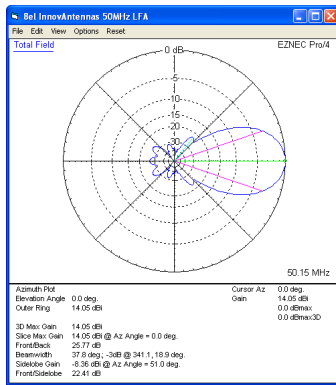 8el InnovAntennas 50MHz LFA
File Edit View Options Reset
Total Field
EZNEC Pro/4
0 dB
-5
-10
-15
-20
-30
50.15 MHz
Azimuth Plot Cursor Az 0.0 deg.
Elevation Angle 0.0 deg. Gain 14.05 dBi
Outer Ring 14.05 dBi 0.0 dBmax
0.0 dBmax3D
3D Max Gain 14.05 dBi
Slice Max Gain 14.05 dBi @ Az Angle = 0.0 deg.
Front/Back 25.77 dB
Beamwidth 37.8 deg.; -3dB @ 341.1, 18.9 deg.
Sidelobe Gain -8.36 dBi @ Az Angle = 51.0 deg.
Front/Sidelobe 22.41 dB